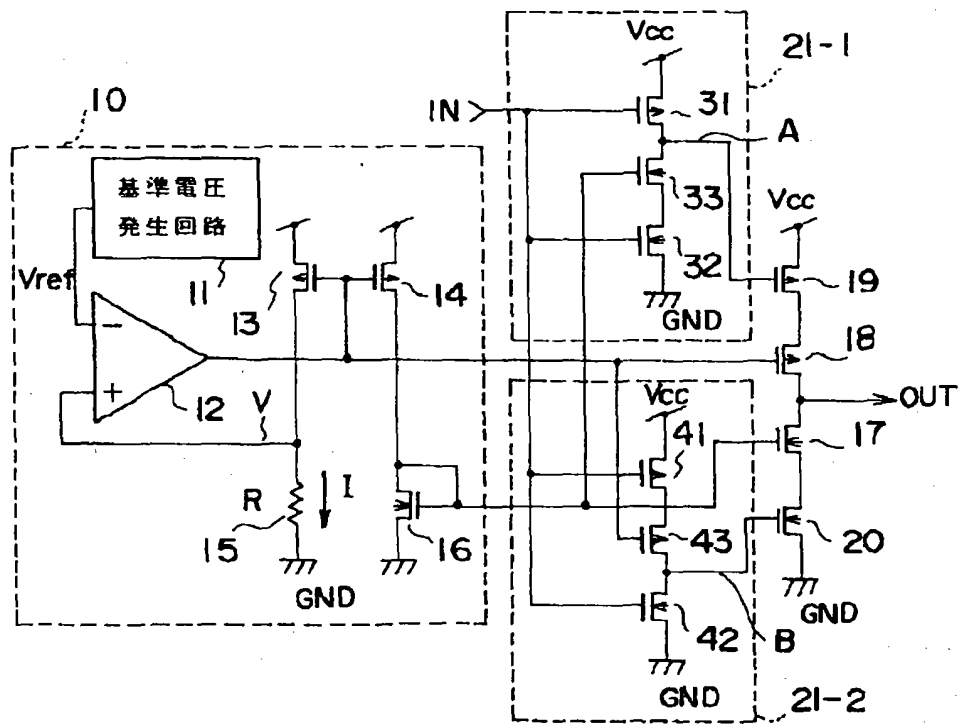 Vcc
21-1
10
IN
31
A
基準電圧
発生回路
33
Vcc
Vref
11
13
14
32
19
GND
−
18
+
12
Vcc
OUT
V
41
17
R
I
15
16
43
20
GND
GND
B
42
GND
21-2